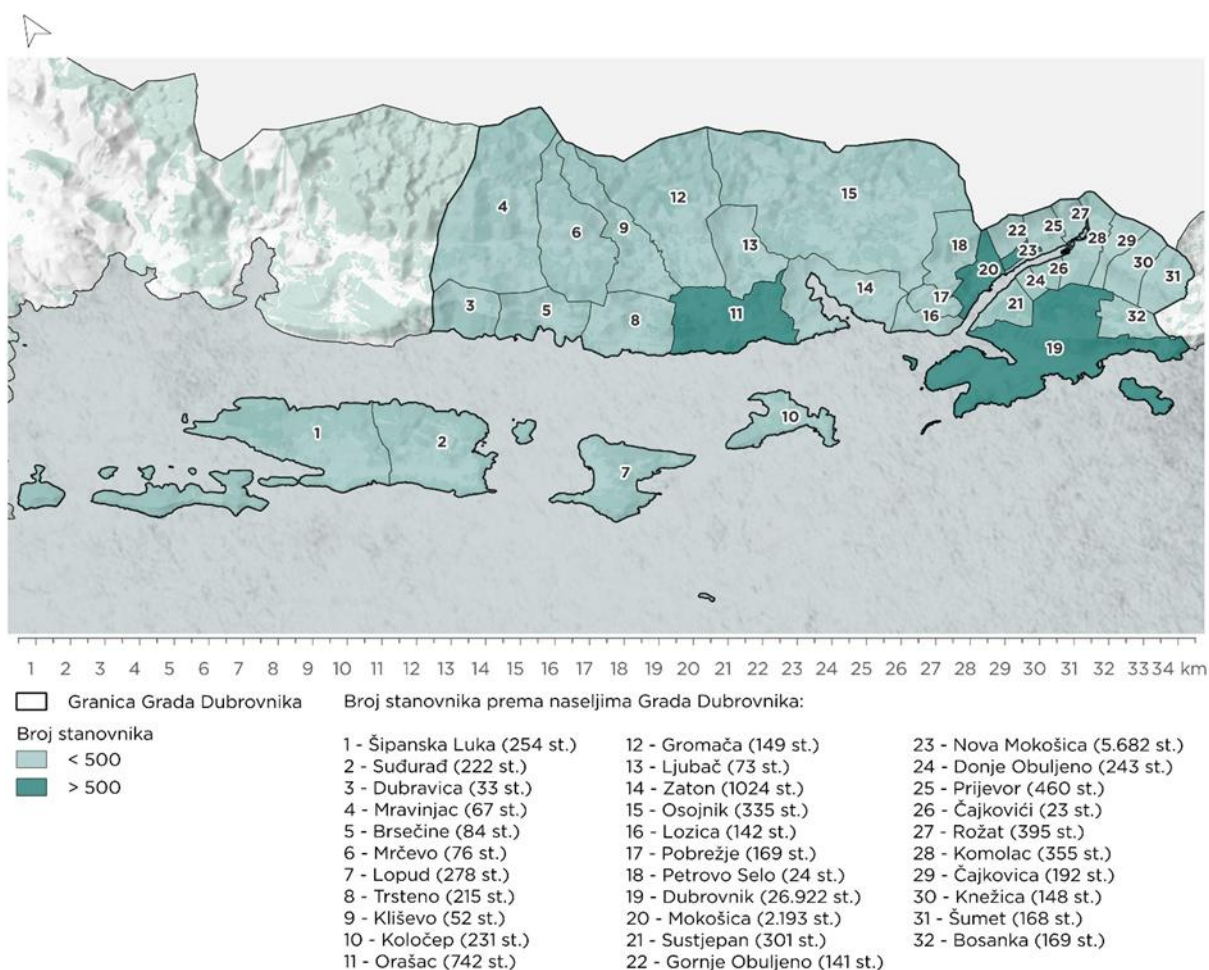 4
6
9
12
13
15
18
22
25
27
23
28
29
20
26
30
31
24
14
17
16
21
3
5
8
11
32
19
1
2
10
7
1 2 3 4 5 6 7 8 9 10 11 12 13 14 15 16 17 18 19 20 21 22 23 24 25 26 27 28 29 30 31 32 33 34 km
Granica Grada Dubrovnika
Broj stanovnika
< 500
> 500
Broj stanovnika prema naseljima Grada Dubrovnika:
1 - Šipanska Luka (254 st.)
2 - Suđurađ (222 st.)
3 - Dubravica (33 st.)
4 - Mravinjac (67 st.)
5 - Brsečine (84 st.)
6 - Mrčevo (76 st.)
7 - Lopud (278 st.)
8 - Trsteno (215 st.)
9 - Kliševo (52 st.)
10 - Koločep (231 st.)
11 - Orašac (742 st.)
12 - Gromača (149 st.)
13 - Ljubač (73 st.)
14 - Zaton (1024 st.)
15 - Osojnik (335 st.)
16 - Lozica (142 st.)
17 - Pobrežje (169 st.)
18 - Petrovo Selo (24 st.)
19 - Dubrovnik (26.922 st.)
20 - Mokošica (2.193 st.)
21 - Sustjepan (301 st.)
22 - Gornje Obuljeno (141 st.)
23 - Nova Mokošica (5.682 st.)
24 - Donje Obuljeno (243 st.)
25 - Prijevor (460 st.)
26 - Čajkovići (23 st.)
27 - Rožat (395 st.)
28 - Komolac (355 st.)
29 - Čajkovica (192 st.)
30 - Knežica (148 st.)
31 - Šumet (168 st.)
32 - Bosanka (169 st.)